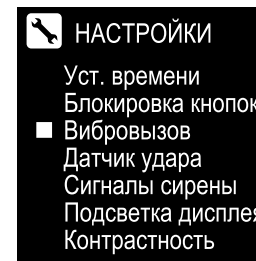 НАСТРОЙКИ
Уст. времени
Блокировка кнопок
Вибровызов
Датчик удара
Сигналы сирены
Подсветка дисплея
Контрастность